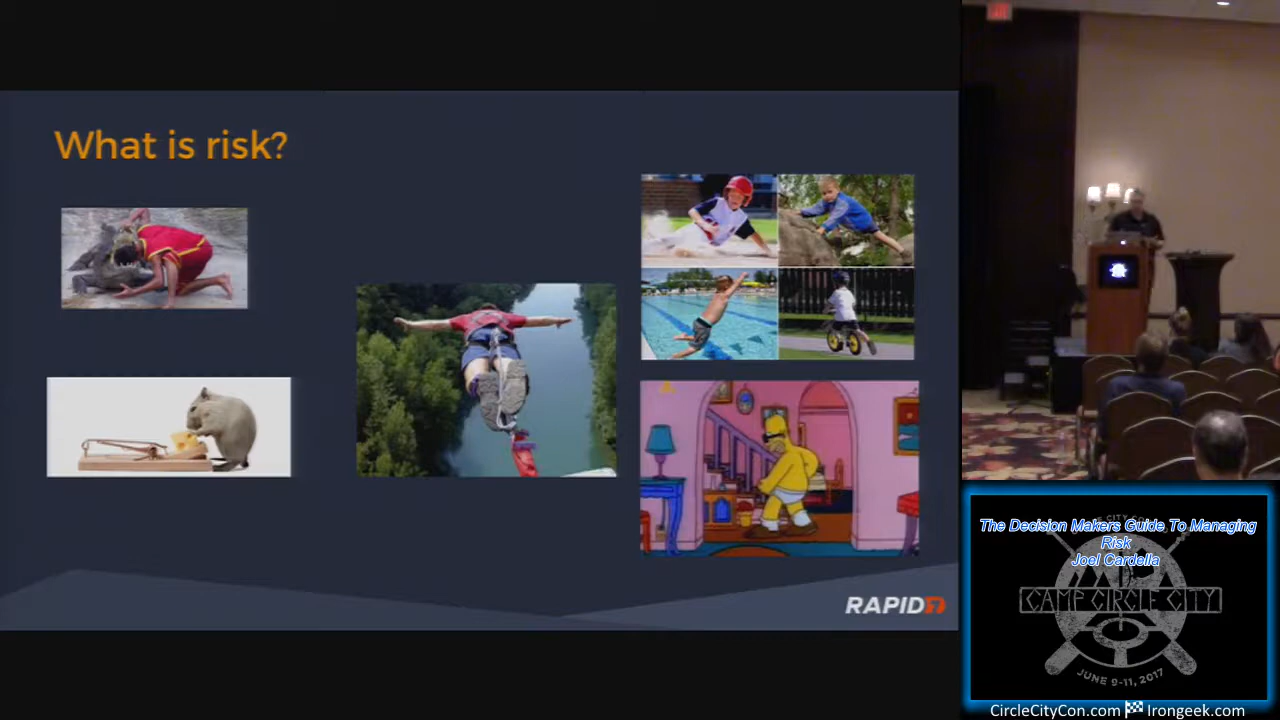 What is risk?
RAPID7
The Decision Makers Guide To Managing
Risk
Joel Cardella
CAMP CIRCLE CITY
JUNE 9-11, 2017
CircleCityCon.com Irongeek.com